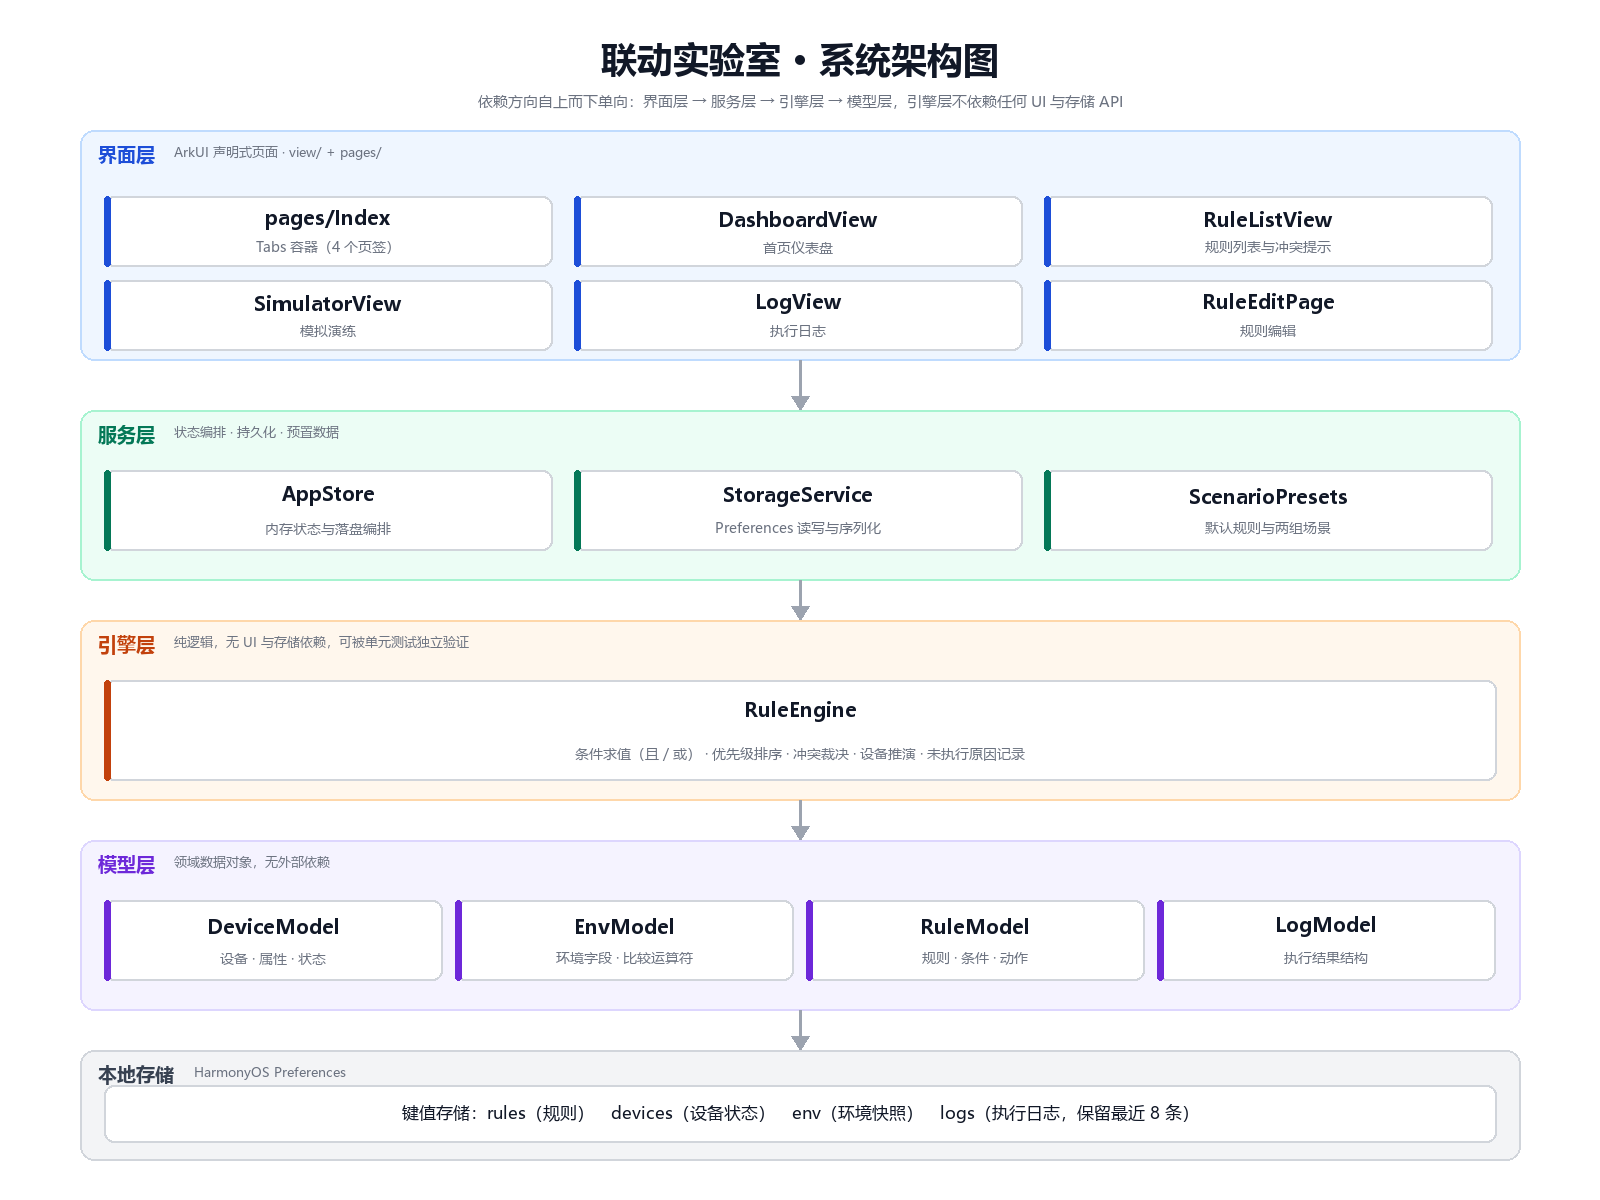 联动实验室 · 系统架构图
依赖方向自上而下单向：界面层 → 服务层 → 引擎层 → 模型层，引擎层不依赖任何 UI 与存储 API
界面层 ArkUI 声明式页面 · view/ + pages/
pages/Index DashboardView RuleListView
Tabs 容器（4 个页签） 首页仪表盘 规则列表与冲突提示
SimulatorView LogView RuleEditPage
模拟演练 执行日志 规则编辑
服务层 状态编排 · 持久化 · 预置数据
AppStore StorageService ScenarioPresets
内存状态与落盘编排 Preferences 读写与序列化 默认规则与两组场景
引擎层 纯逻辑，无 UI 与存储依赖，可被单元测试独立验证
RuleEngine
条件求值（且 / 或） · 优先级排序 · 冲突裁决 · 设备推演 · 未执行原因记录
模型层 领域数据对象，无外部依赖
DeviceModel EnvModel RuleModel LogModel
设备 · 属性 · 状态 环境字段 · 比较运算符 规则 · 条件 · 动作 执行结果结构
本地存储 HarmonyOS Preferences
键值存储：rules（规则） devices（设备状态） env（环境快照） logs（执行日志，保留最近 8 条）